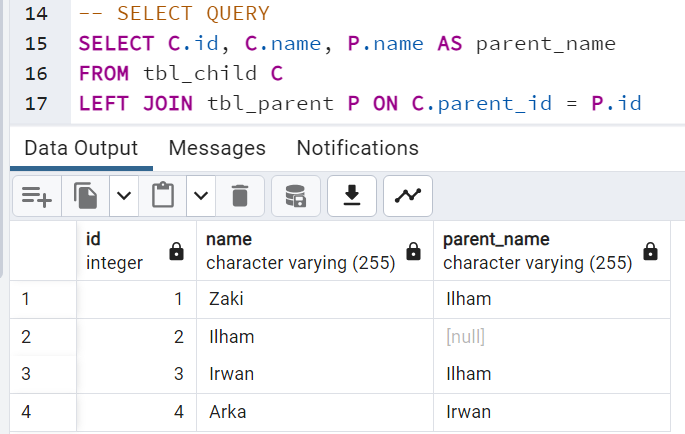 14 -- SELECT QUERY
15 SELECT C.id, C.name, P.name AS parent_name
16 FROM tbl_child C
17 LEFT JOIN tbl_parent P ON C.parent_id = P.id
Data Output Messages Notifications
id name parent_name
integer character varying (255) character varying (255)
1 1 Zaki Ilham
2 2 Ilham [null]
3 3 Irwan Ilham
4 4 Arka Irwan